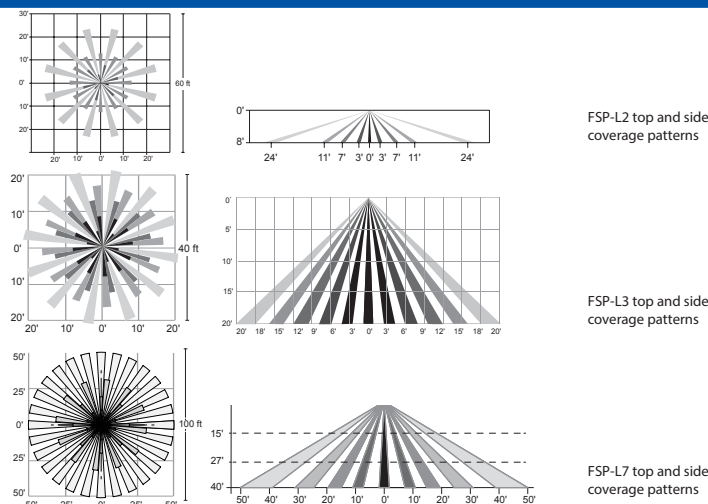 30'
20'
10'
0'
10'
20'
20' 10' 0' 10' 20'
60 ft
0'
8'
24' 11' 7' 3' 0' 3' 7' 11' 24'
FSP-L2 top and side
coverage patterns
20'
10'
0'
10'
20'
20' 10' 0' 10' 20'
40 ft
0'
5'
10'
15'
20'
20' 18' 15' 12' 9' 6' 3' 0' 3' 6' 9' 12' 15' 18' 20'
FSP-L3 top and side
coverage patterns
50'
25'
0'
25'
50'
50' 25' 0' 25' 50'
100 ft
15'
27'
40'
50' 40' 30' 20' 10' 0' 10' 20' 30' 40' 50'
FSP-L7 top and side
coverage patterns